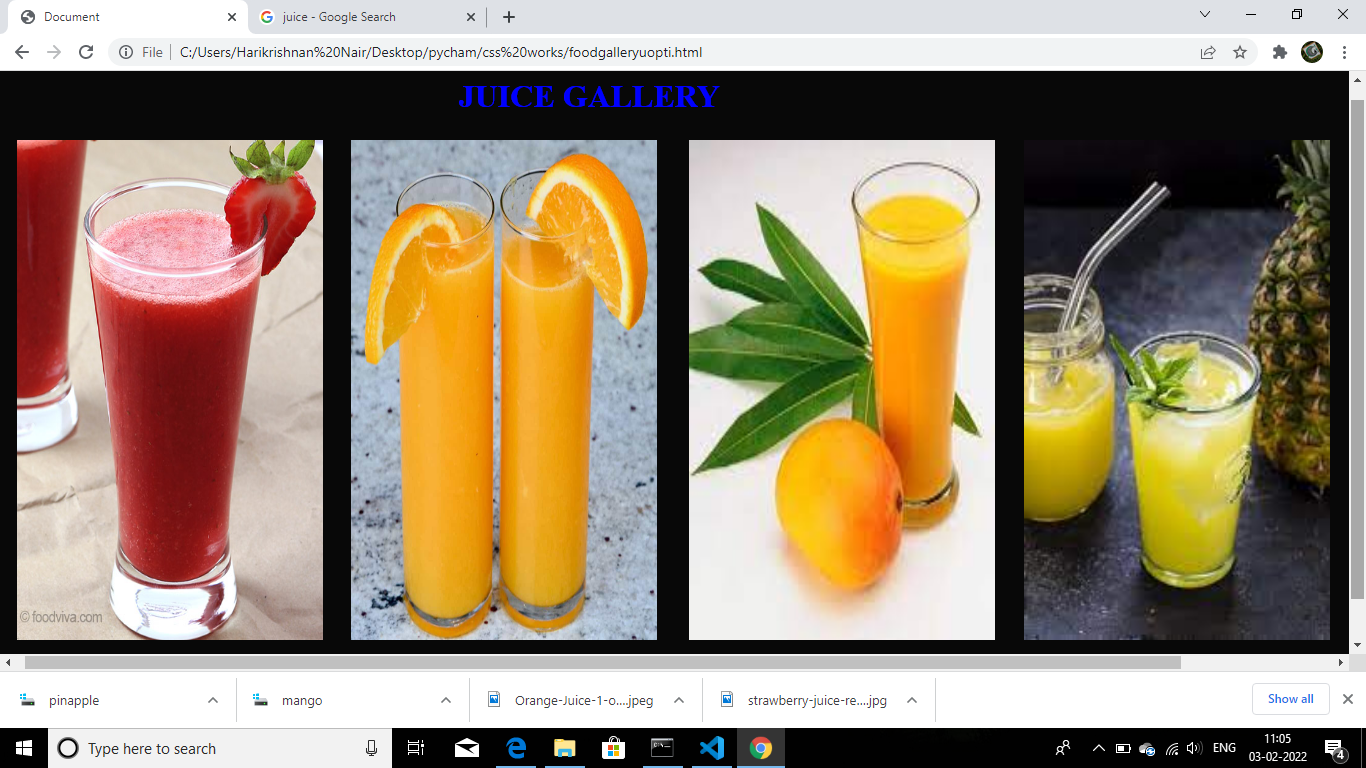 Document
juice - Google Search
File
C:/Users/Harikrishnan%20Nair/Desktop/pycham/css%20works/foodgalleryuopti.html
JUICE GALLERY
© foodviva.com
pinapple
mango
Orange-Juice-1-o....jpeg
strawberry-juice-re....jpg
Show all
Type here to search
ENG
11:05
03-02-2022
4